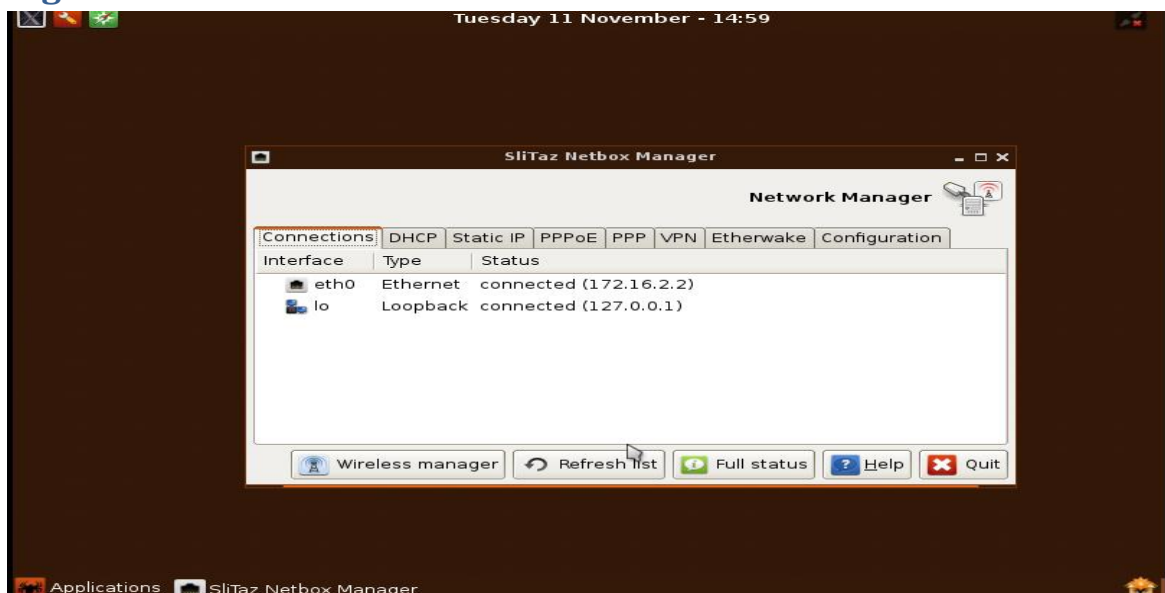 Tuesday 11 November - 14:59
SliTaz Netbox Manager
Network Manager
Connections DHCP Static IP PPPoE PPP VPN Etherwake Configuration
Interface Type Status
eth0 Ethernet connected (172.16.2.2)
lo Loopback connected (127.0.0.1)
Wireless manager Refresh list Full status Help Quit
Applications SliTaz Netbox Manager